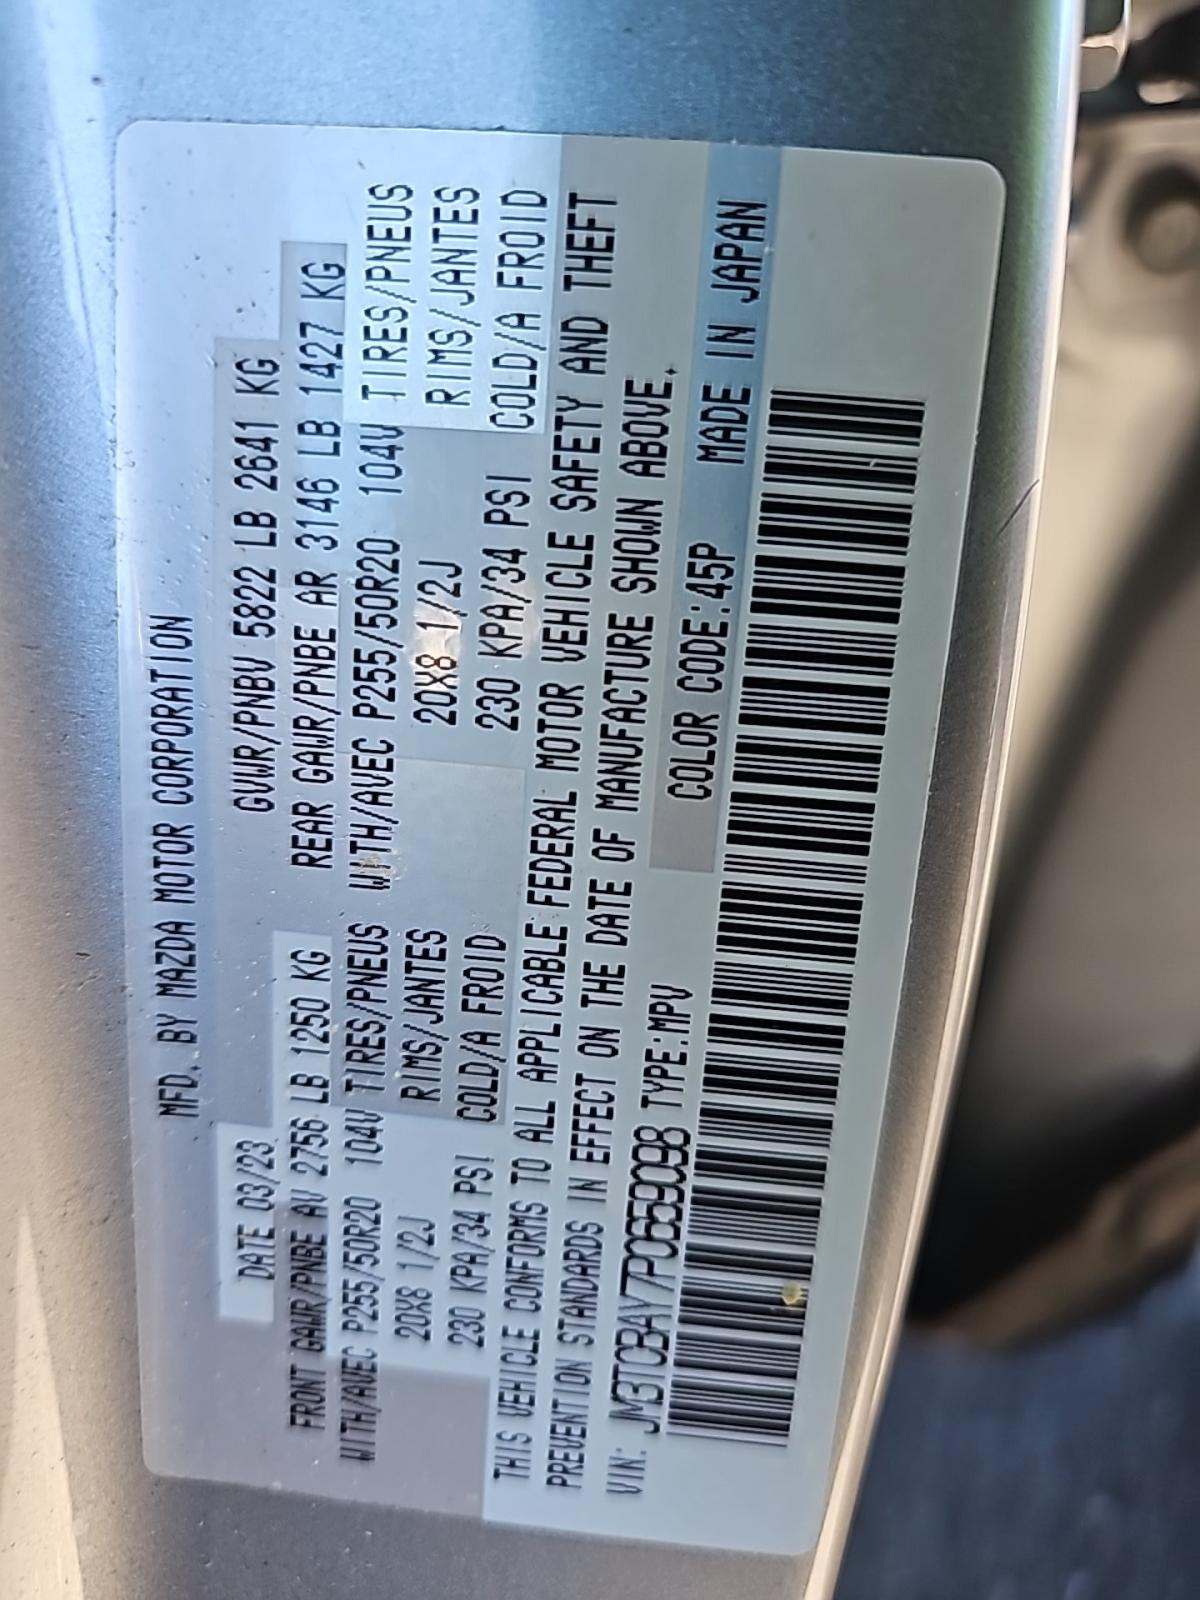 MFD. BY MAZDA MOTOR CORPORATION
DATE 03/23 GVWR/PNBV 5822 LB 2641 KG
FRONT GAWR/PNBE AV 2756 LB 1250 KG REAR GAWR/PNBE AR 3146 LB 1427 KG
WITH/AVEC P255/50R20 104V TIRES/PNEUS WITH/AVEC P255/50R20 104V TIRES/PNEUS
20X8 1/2J RIMS/JANTES 20X8 1/2J RIMS/JANTES
230 KPA/34 PSI COLD/A FROID 230 KPA/34 PSI COLD/A FROID
THIS VEHICLE CONFORMS TO ALL APPLICABLE FEDERAL MOTOR VEHICLE SAFETY AND THEFT
PREVENTION STANDARDS IN EFFECT ON THE DATE OF MANUFACTURE SHOWN ABOVE.
VIN: JM3TCBAY7P0659098 TYPE:MPV COLOR CODE:45P MADE IN JAPAN